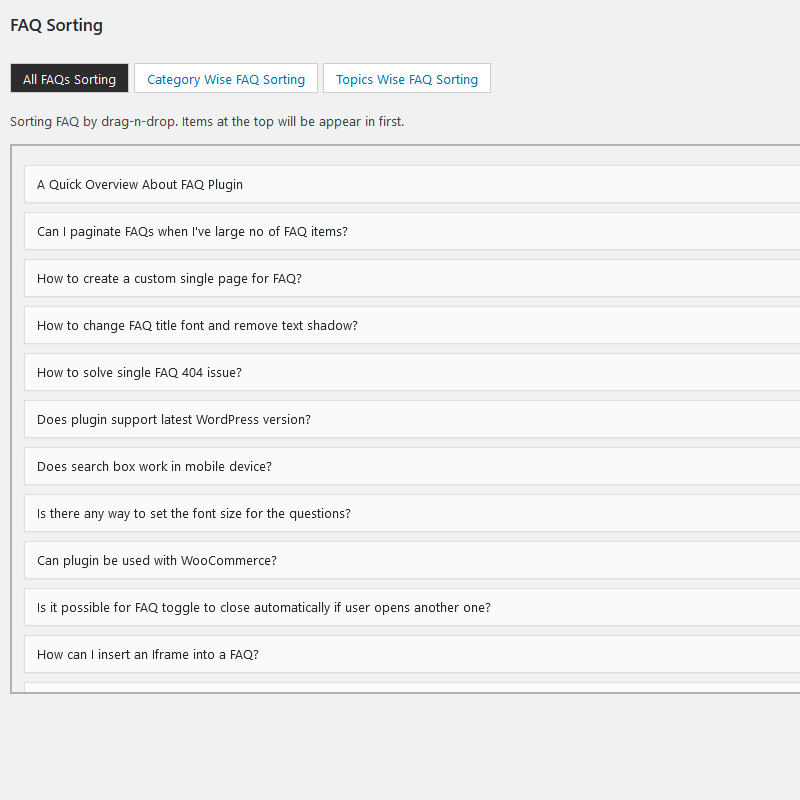 FAQ Sorting
All FAQs Sorting
Category Wise FAQ Sorting
Topics Wise FAQ Sorting
Sorting FAQ by drag-n-drop. Items at the top will be appear in first.
A Quick Overview About FAQ Plugin
Can I paginate FAQs when I've large no of FAQ items?
How to create a custom single page for FAQ?
How to change FAQ title font and remove text shadow?
How to solve single FAQ 404 issue?
Does plugin support latest WordPress version?
Does search box work in mobile device?
Is there any way to set the font size for the questions?
Can plugin be used with WooCommerce?
Is it possible for FAQ toggle to close automatically if user opens another one?
How can I insert an Iframe into a FAQ?